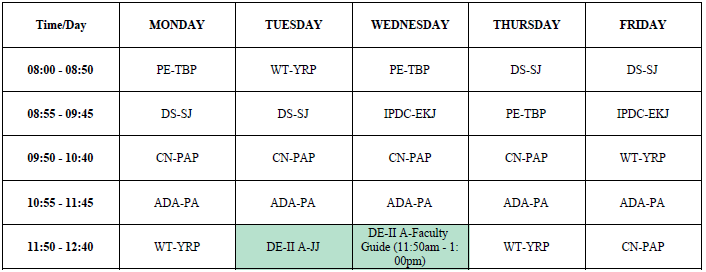 Time/Day MONDAY TUESDAY WEDNESDAY THURSDAY FRIDAY
08:00 - 08:50 PE-TBP WT-YRP PE-TBP DS-SJ DS-SJ
08:55 - 09:45 DS-SJ DS-SJ IPDC-EKJ PE-TBP IPDC-EKJ
09:50 - 10:40 CN-PAP CN-PAP CN-PAP CN-PAP WT-YRP
10:55 - 11:45 ADA-PA ADA-PA ADA-PA ADA-PA ADA-PA
11:50 - 12:40 WT-YRP DE-II A-JJ DE-II A-Faculty
Guide (11:50am - 1:
00pm) WT-YRP CN-PAP